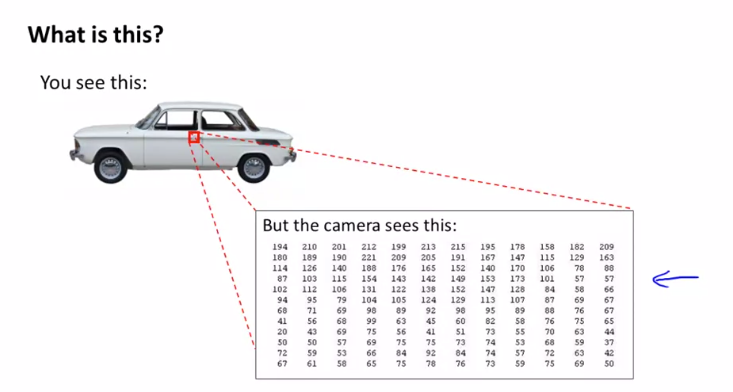 What is this?
You see this:
But the camera sees this:
194 210 201 212 199 213 215 195 178 158 182 209
180 189 190 221 209 205 191 167 147 115 129 163
114 126 140 188 176 165 152 140 170 106 78 88
87 103 115 154 143 142 149 153 173 101 57 57
102 112 106 131 122 138 152 147 128 84 58 66
94 95 79 104 105 124 129 113 107 87 69 67
68 71 69 98 89 92 98 95 89 88 76 67
41 56 68 99 63 45 60 82 58 76 75 65
20 43 69 75 56 41 51 73 55 70 63 44
50 50 57 69 75 75 73 74 53 68 59 37
72 59 53 66 84 92 84 74 57 72 63 42
67 61 58 65 75 78 76 73 59 75 69 50